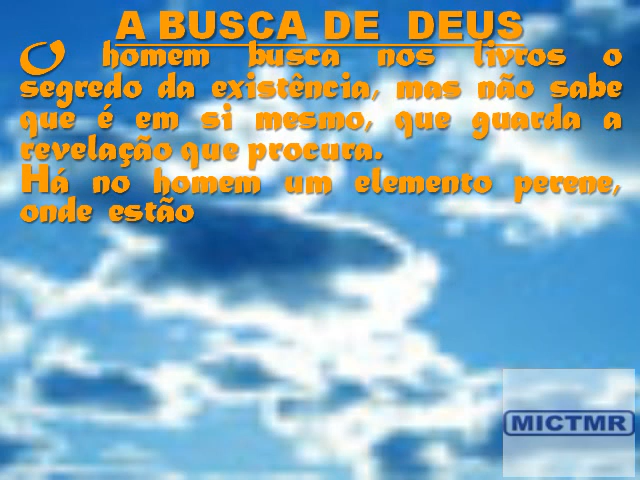 A BUSCA DE DEUS
O homem busca nos livros o
segredo da existência, mas não sabe
que é em si mesmo, que guarda a
revelação que procura.
Há no homem um elemento perene,
onde estão
MICTMR